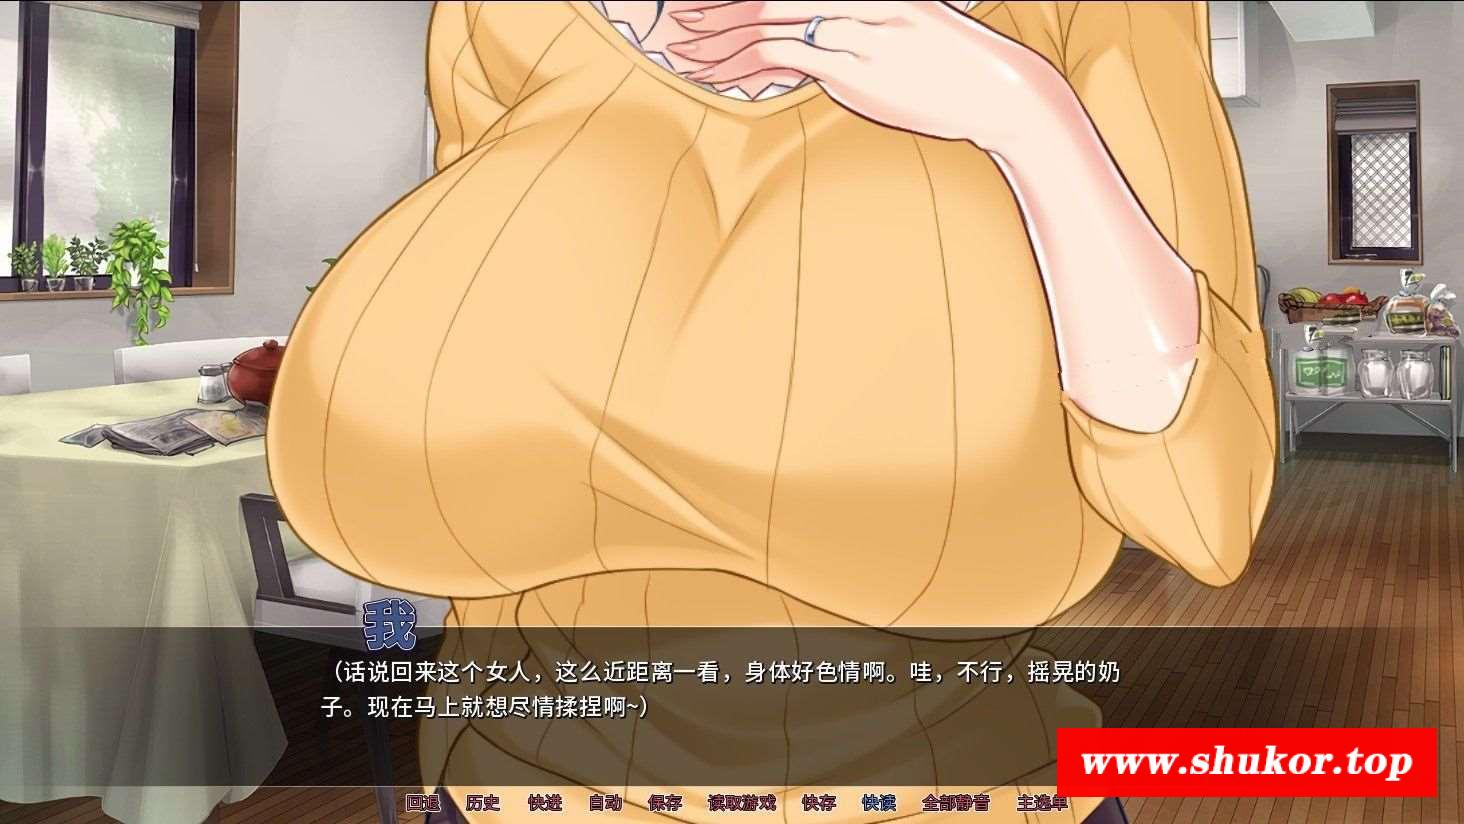 我
（话说回来这个女人，这么近距离一看，身体好色情啊。哇，不行，摇晃的奶
子。现在马上就想尽情揉捏啊~）
www.shukor.top
回退 历史 快进 自动 保存 读取游戏 快存 快读 全部静音 主选单